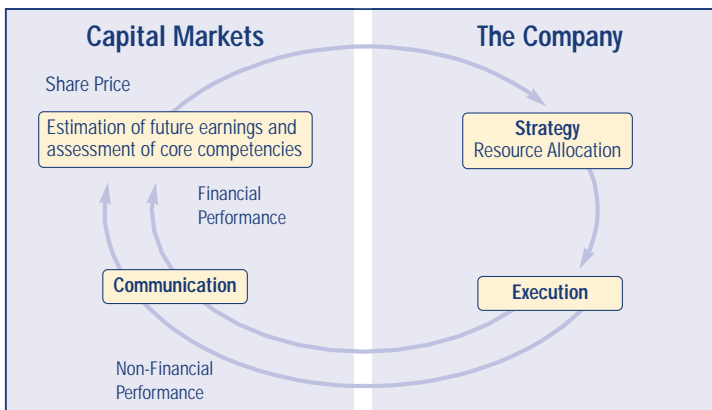 Capital Markets
The Company
Share Price
Estimation of future earnings and
assessment of core competencies
Strategy
Resource Allocation
Financial
Performance
Communication
Execution
Non-Financial
Performance